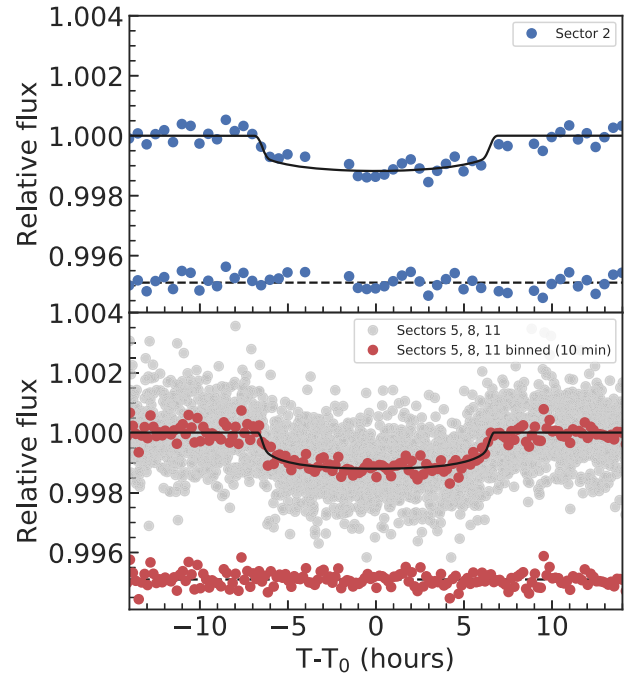 1.004
Sector 2
1.002
1.000
0.998
0.996
Relative flux
1.004
Sectors 5, 8, 11
Sectors 5, 8, 11 binned (10 min)
1.002
1.000
0.998
0.996
Relative flux
−10 −5 0 5 10
T-T0 (hours)